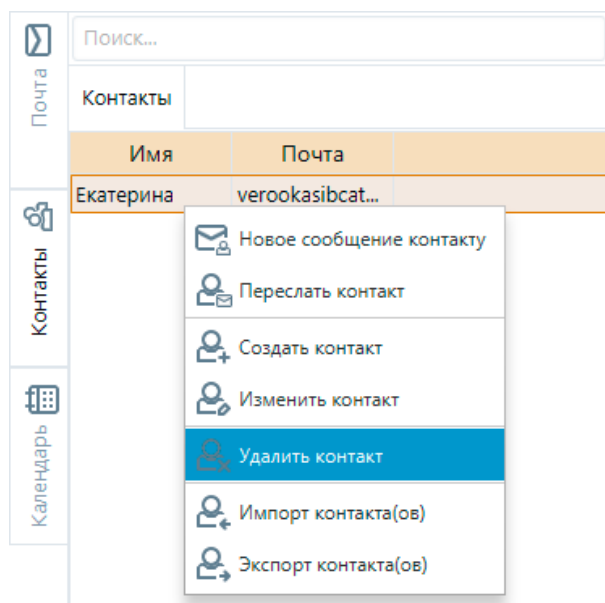 Почта
Контакты
Календарь
Поиск...
Контакты
Имя Почта
Екатерина verookasibcat...
Новое сообщение контакту
Переслать контакт
Создать контакт
Изменить контакт
Удалить контакт
Импорт контакта(ов)
Экспорт контакта(ов)